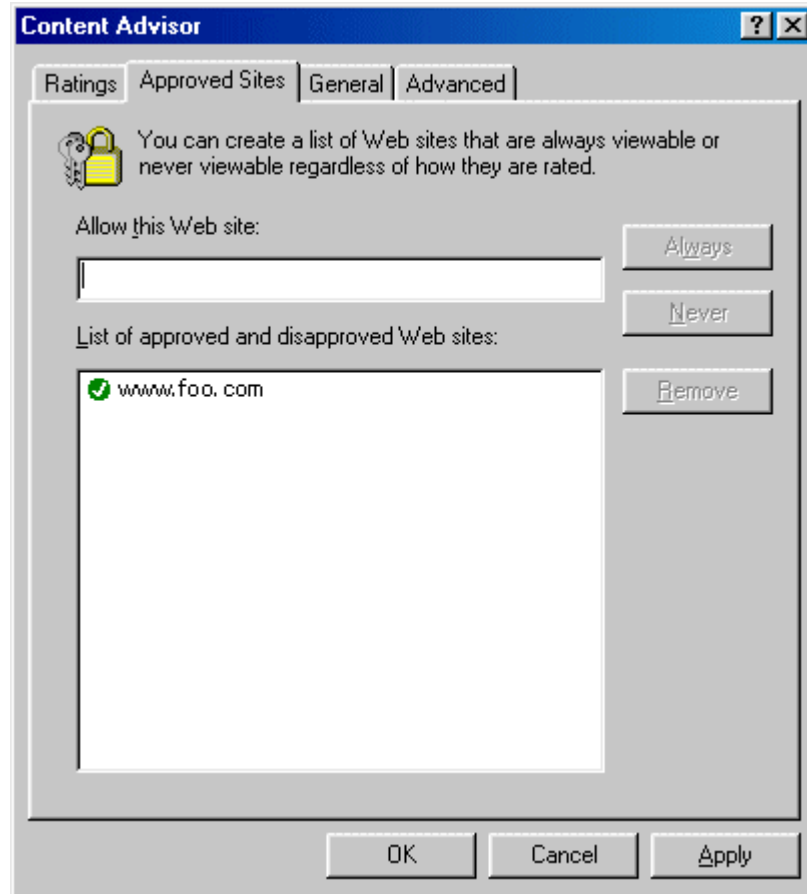 Content Advisor
Ratings Approved Sites General Advanced
You can create a list of Web sites that are always viewable or
never viewable regardless of how they are rated.
Allow this Web site:
Always
Never
List of approved and disapproved Web sites:
www.foo.com
Remove
OK Cancel Apply